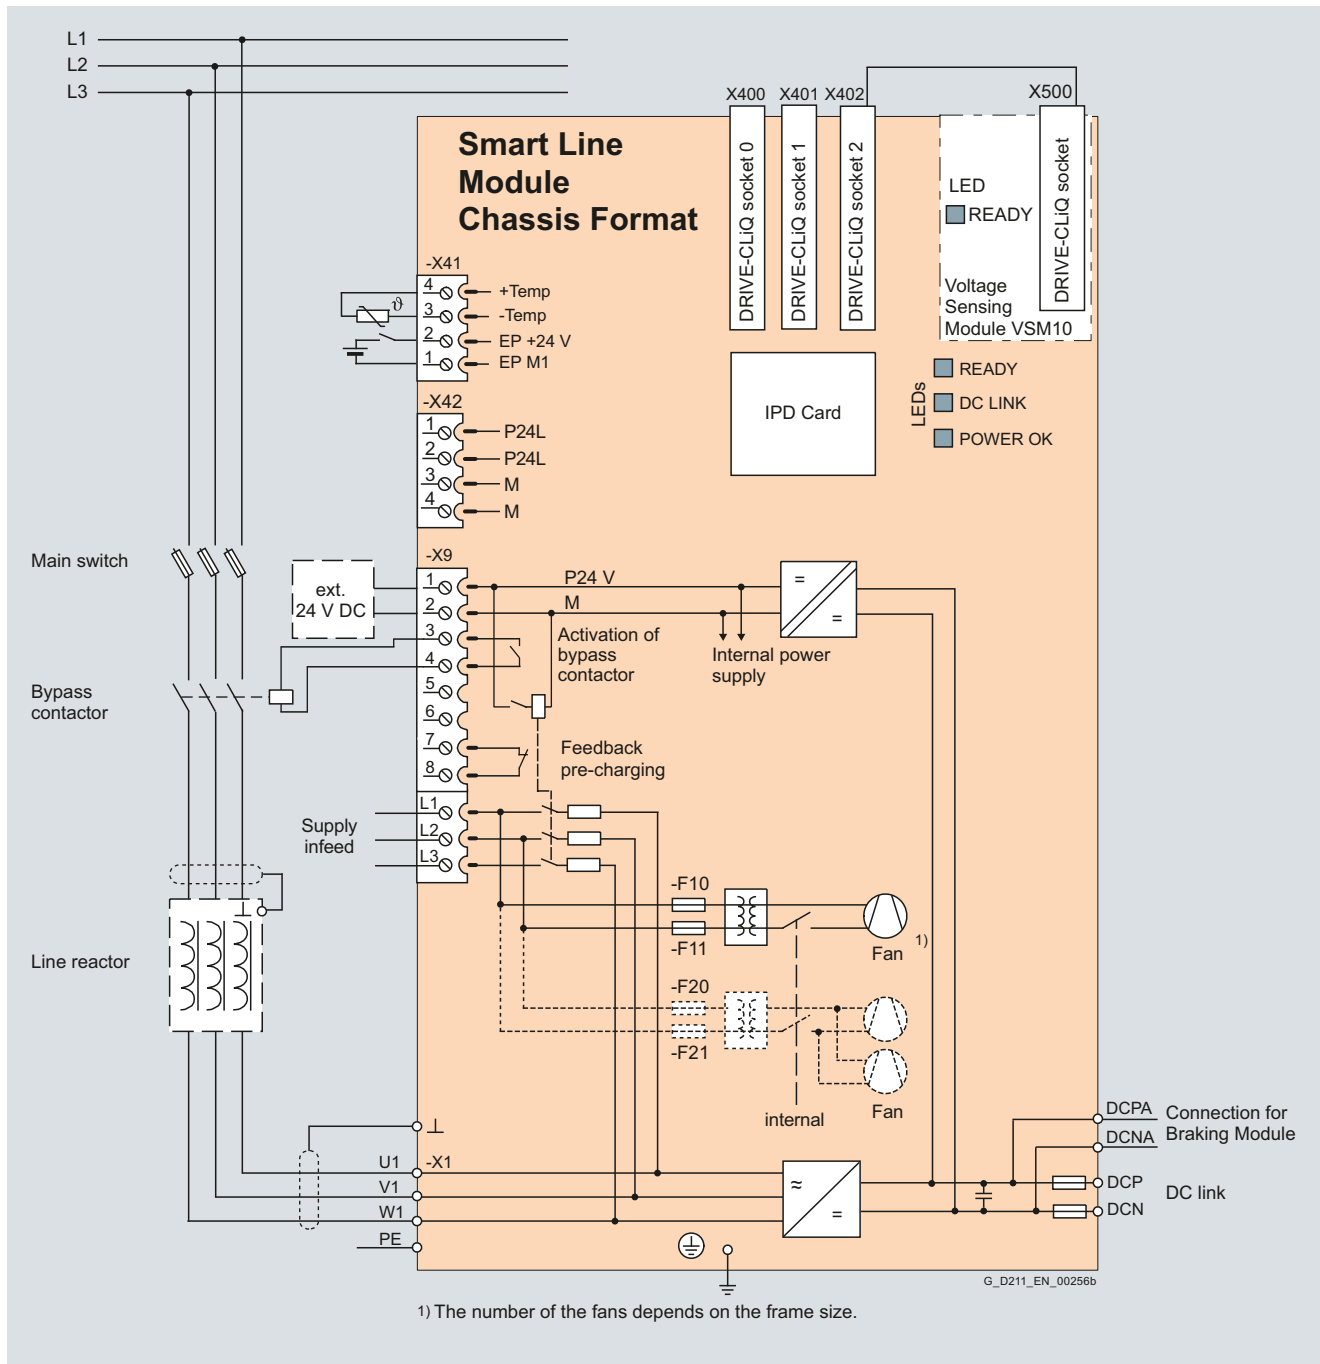 L1
L2
L3
X400
X401
X402
X500
Smart Line
Module
Chassis Format
DRIVE-CLiQ socket 0
DRIVE-CLiQ socket 1
DRIVE-CLiQ socket 2
DRIVE-CLiQ socket
LED
READY
Voltage
Sensing
Module VSM10
-X41
4
+Temp
ϑ
3
-Temp
2
EP +24 V
1
EP M1
IPD Card
LEDs
READY
DC LINK
POWER OK
-X42
1
P24L
2
P24L
3
M
4
M
Main switch
-X9
ext.
24 V DC
1
P24 V
2
M
3
4
5
6
7
8
=
=
Activation of
bypass
contactor
Internal power
supply
Bypass
contactor
Feedback
pre-charging
Supply
infeed
L1
L2
L3
-F10
-F11
Fan
1)
Line reactor
-F20
-F21
Fan
internal
DCPA
DCNA
Connection for
Braking Module
U1
-X1
V1
W1
PE
≈
=
DCP
DCN
DC link
G_D211_EN_00256b
1) The number of the fans depends on the frame size.